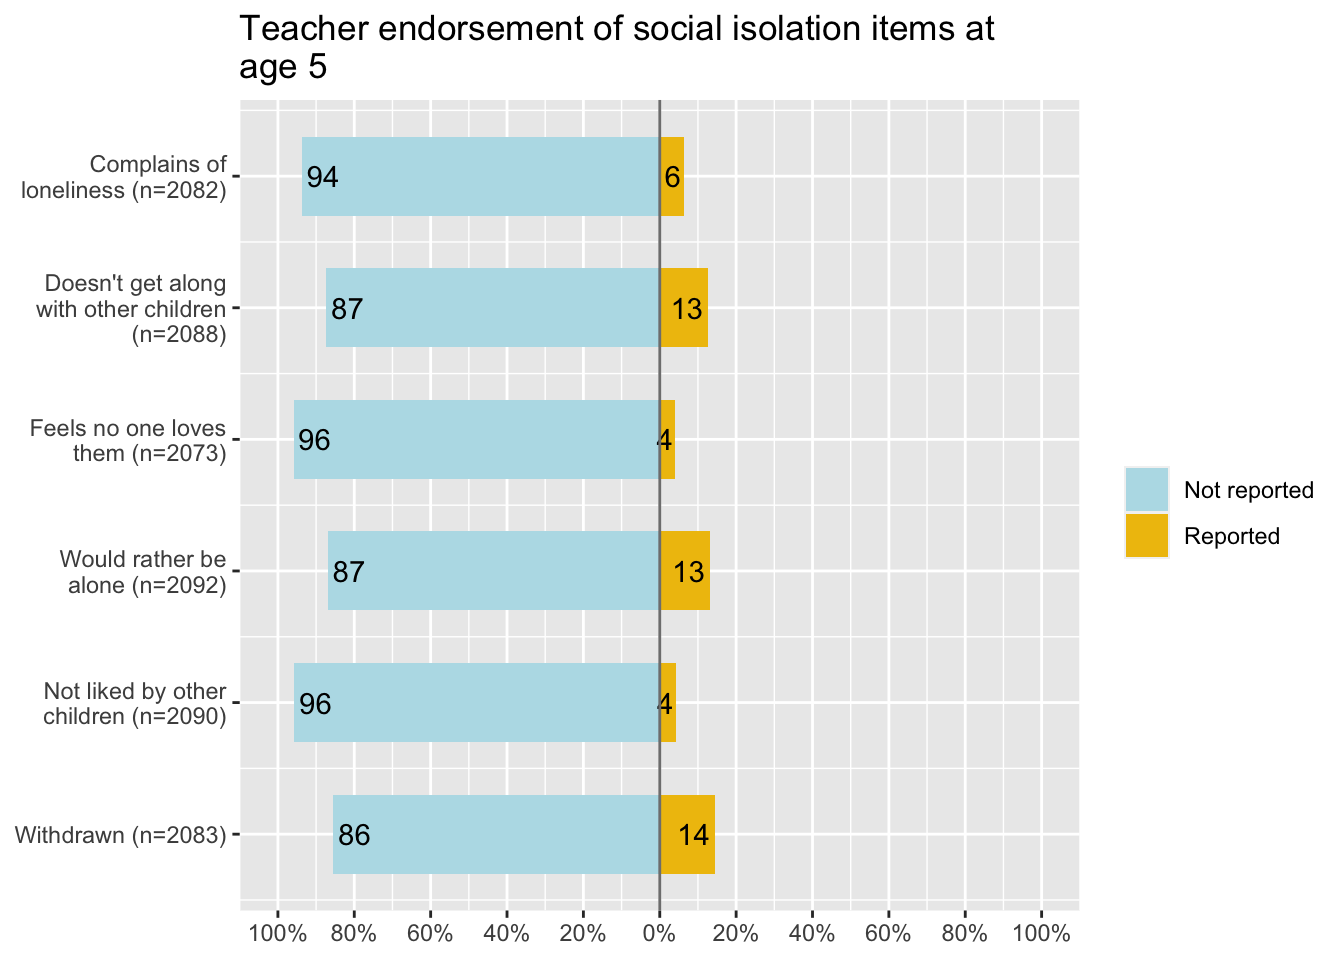 Teacher endorsement of social isolation items at
age 5
Complains of
loneliness (n=2082)
94
6
Doesn't get along
with other children
(n=2088)
87
13
Feels no one loves
them (n=2073)
96
4
Would rather be
alone (n=2092)
87
13
Not liked by other
children (n=2090)
96
4
Withdrawn (n=2083)
86
14
100% 80% 60% 40% 20% 0% 20% 40% 60% 80% 100%
Not reported
Reported